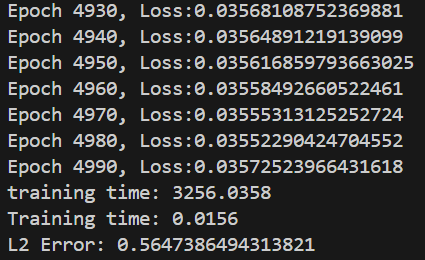 Epoch 4930, Loss:0.03568108752369881
Epoch 4940, Loss:0.03564891219139099
Epoch 4950, Loss:0.035616859793663025
Epoch 4960, Loss:0.03558492660522461
Epoch 4970, Loss:0.03555313125252724
Epoch 4980, Loss:0.03552290424704552
Epoch 4990, Loss:0.03572523966431618
training time: 3256.0358
Training time: 0.0156
L2 Error: 0.5647386494313821